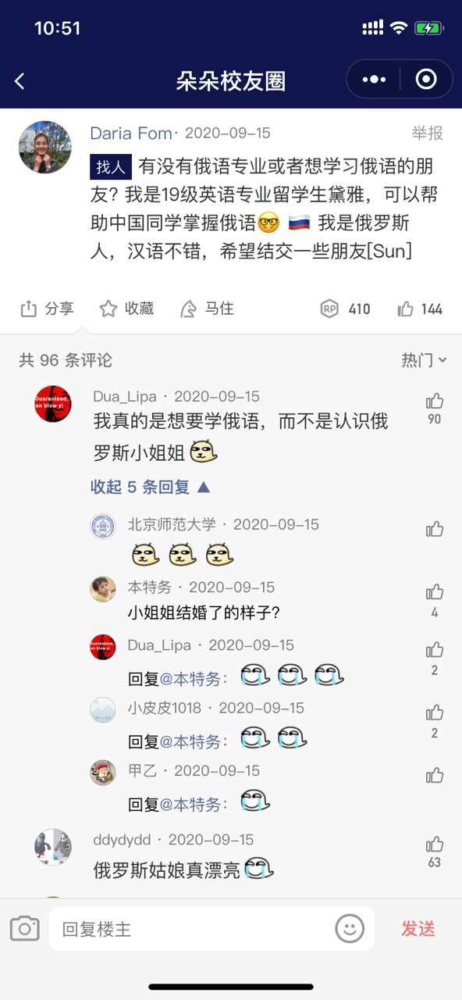 10:51
朵朵校友圈
Daria Fom · 2020-09-15
举报
找人 有没有俄语专业或者想学习俄语的朋
友？我是19级英语专业留学生黛雅，可以帮
助中国同学掌握俄语🤓 🇷🇺 我是俄罗斯
人，汉语不错，希望结交一些朋友[Sun]
分享 收藏 马住 RP 410 144
共 96 条评论
热门
Guaranteed,
an blow yi
Dua_Lipa · 2020-09-15
我真的是想要学俄语，而不是认识俄
罗斯小姐姐
90
收起 5 条回复 ▲
北京师范大学 · 2020-09-15
本特务 · 2020-09-15
小姐姐结婚了的样子?
4
Guaranteed,
an blow yi
Dua_Lipa · 2020-09-15
回复@本特务：
2
小皮皮1018 · 2020-09-15
回复@本特务：
2
甲乙 · 2020-09-15
回复@本特务：
ddydydd · 2020-09-15
俄罗斯姑娘真漂亮
63
回复楼主
发送